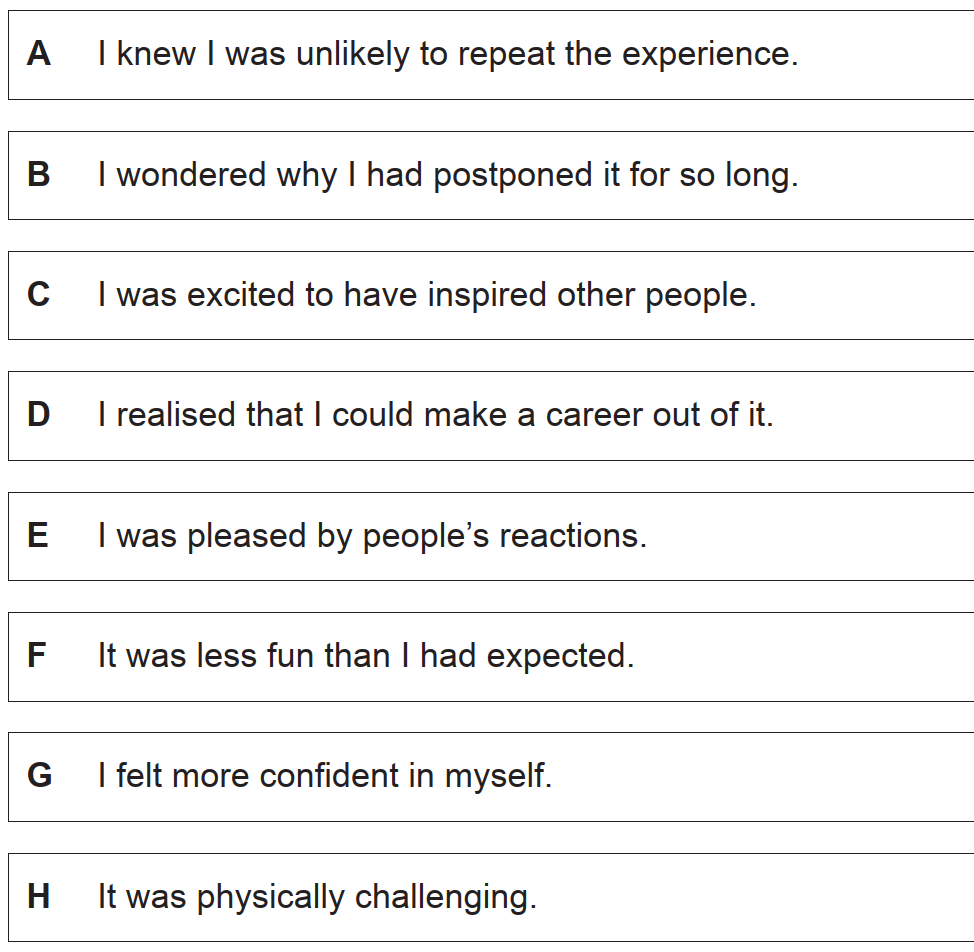 A I knew I was unlikely to repeat the experience.
B I wondered why I had postponed it for so long.
C I was excited to have inspired other people.
D I realised that I could make a career out of it.
E I was pleased by people’s reactions.
F It was less fun than I had expected.
G I felt more confident in myself.
H It was physically challenging.